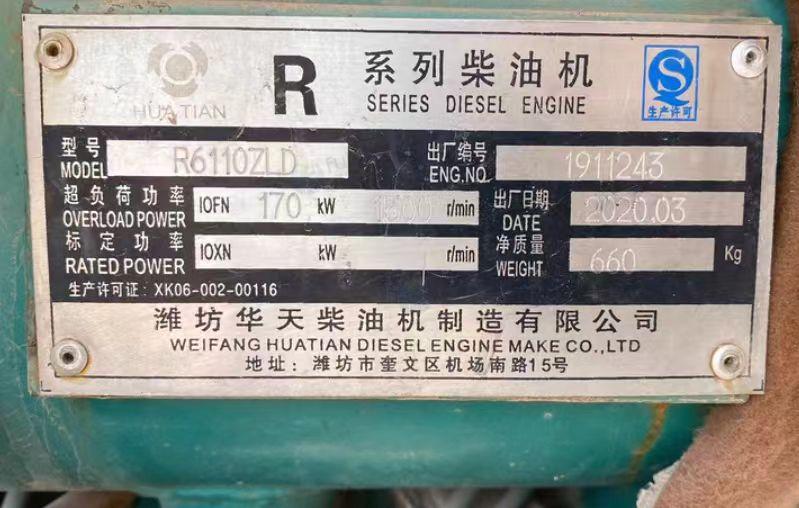 HUA TIAN
R 系列柴油机
SERIES DIESEL ENGINE
生产许可
型号 R6110ZLD 出厂编号 1911243
MODEL ENG.NO
超负荷功率 IOFN 170 kW 1500 r/min 出厂日期 2020.03
OVERLOAD POWER DATE
标定功率 IOXN kW r/min 净质量 660 Kg
RATED POWER WEIGHT
生产许可证：XK06-002-00116
潍坊华天柴油机制造有限公司
WEIFANG HUATIAN DIESEL ENGINE MAKE CO.,LTD
地址：潍坊市奎文区机场南路15号